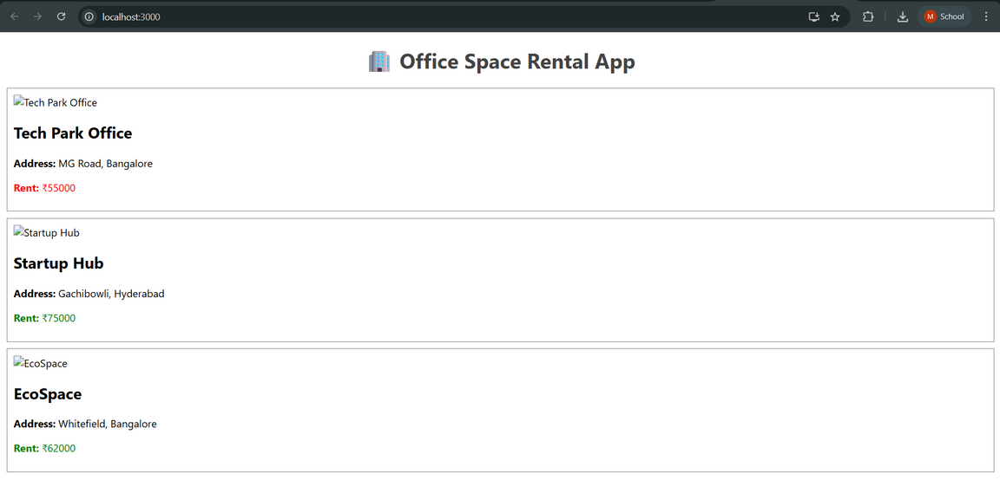 localhost:3000
M School
🏢 Office Space Rental App
Tech Park Office
Tech Park Office
Address: MG Road, Bangalore
Rent: ₹55000
Startup Hub
Startup Hub
Address: Gachibowli, Hyderabad
Rent: ₹75000
EcoSpace
EcoSpace
Address: Whitefield, Bangalore
Rent: ₹62000